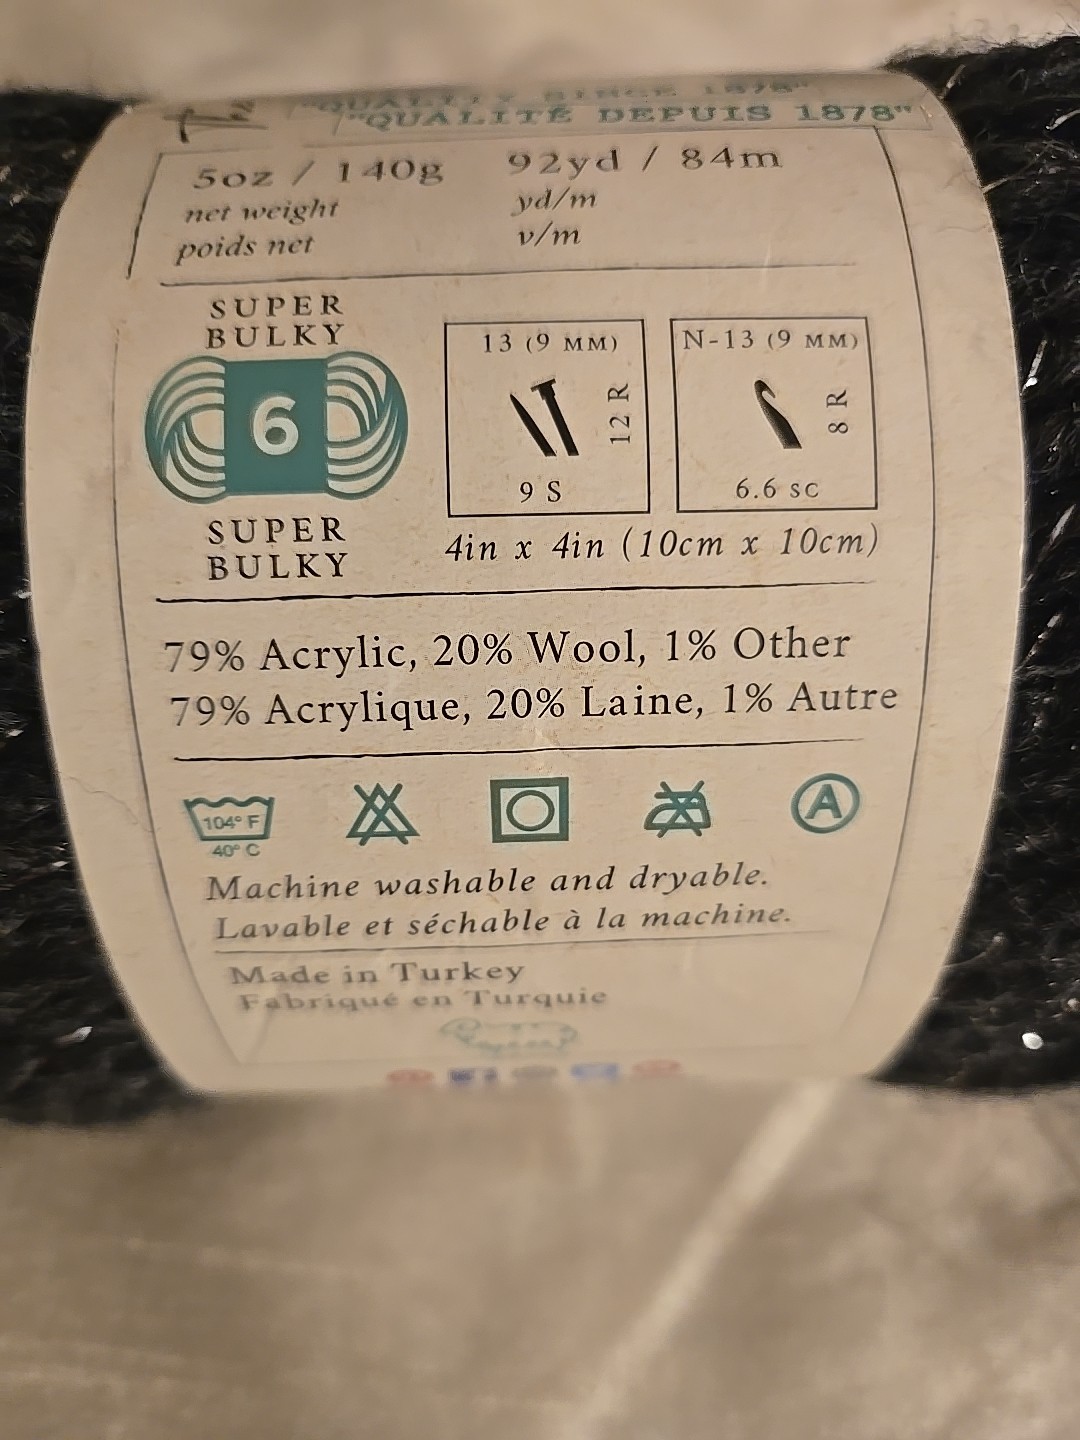 "QUALITY SINCE 1878"
"QUALITÉ DEPUIS 1878"
5oz / 140g 92yd / 84m
net weight yd/m
poids net v/m
SUPER
BULKY
6
SUPER
BULKY
13 (9 MM)
12 R
9 S
N-13 (9 MM)
8 R
6.6 SC
4in x 4in (10cm x 10cm)
79% Acrylic, 20% Wool, 1% Other
79% Acrylique, 20% Laine, 1% Autre
104° F
40° C
A
Machine washable and dryable.
Lavable et séchable à la machine.
Made in Turkey
Fabriqué en Turquie